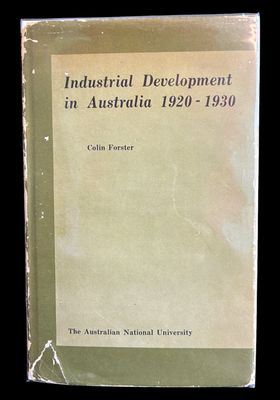 Industrial Development
in Australia 1920 - 1930
Colin Forster
The Australian National University